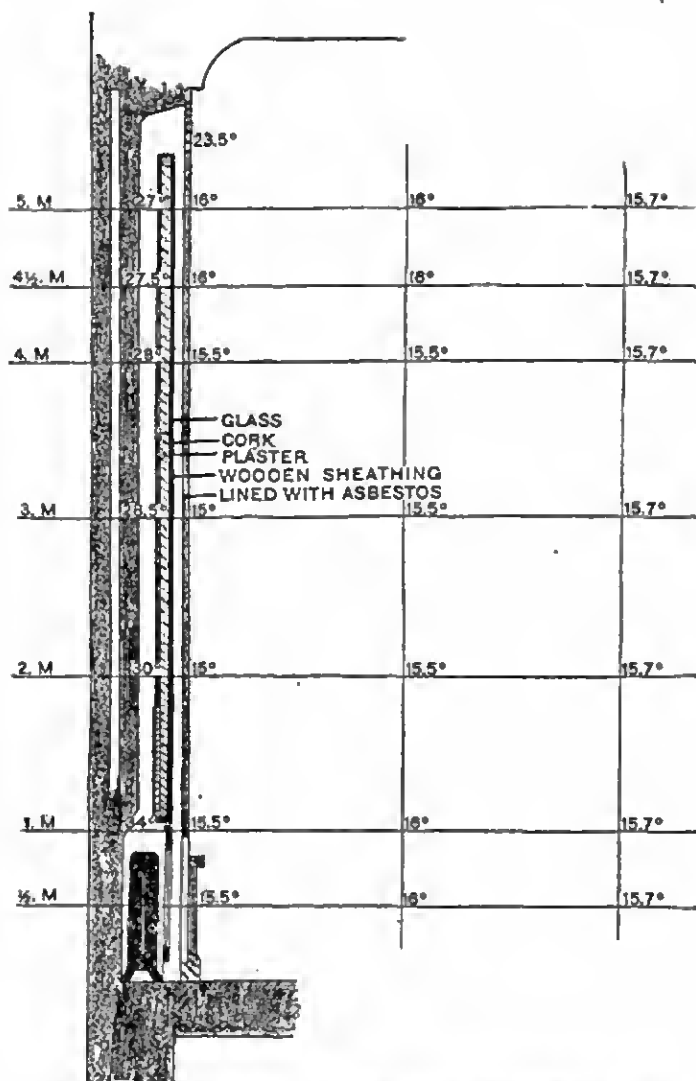 23.5°
5. M 27° 16° 16° 15.7°
4½. M 27.5° 16° 16° 15.7°
4. M 28° 15.5° 15.5° 15.7°
GLASS
CORK
PLASTER
WOODEN SHEATHING
LINED WITH ASBESTOS
3. M 28.5° 15° 15.5° 15.7°
2. M 30° 15° 15.5° 15.7°
1. M 34° 15.5° 16° 15.7°
½. M 15.5° 16° 15.7°